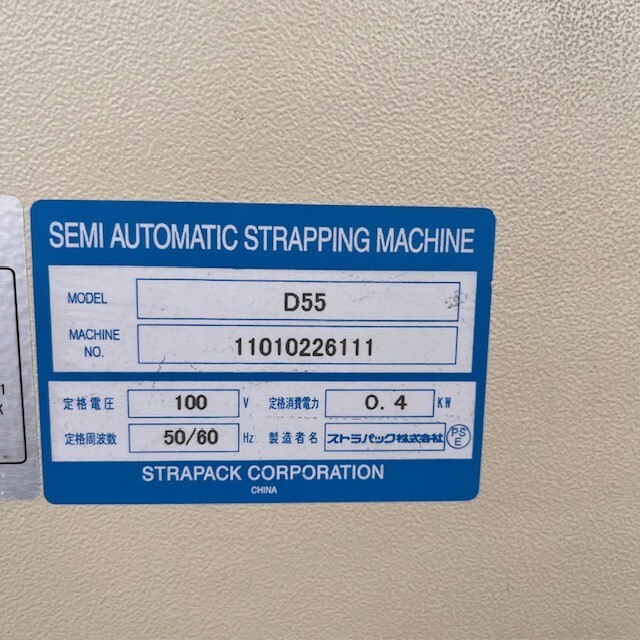 SEMI AUTOMATIC STRAPPING MACHINE
MODEL D55
MACHINE NO. 11010226111
定格電圧 100 V 定格消費電力 0.4 KW
定格周波数 50/60 Hz 製造者名 ストラパック株式会社 PSE
STRAPACK CORPORATION
CHINA
1
X